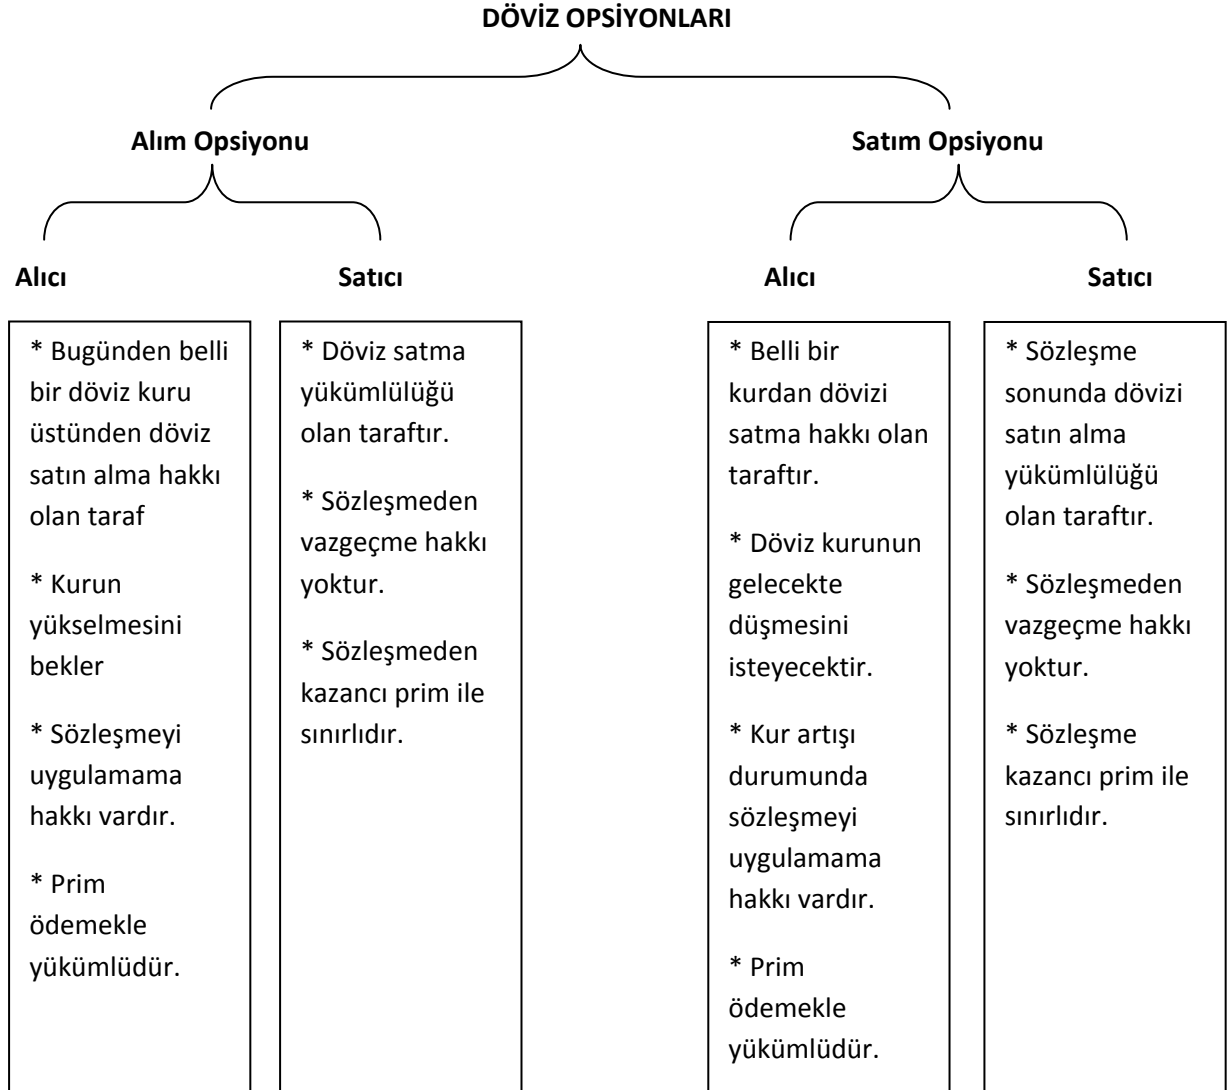 DÖVİZ OPSİYONLARI
Alım Opsiyonu
Satım Opsiyonu
Alıcı
Satıcı
Alıcı
Satıcı
* Bugünden belli
bir döviz kuru
üstünden döviz
satın alma hakkı
olan taraf
* Kurun
yükselmesini
bekler
* Sözleşmeyi
uygulamama
hakkı vardır.
* Prim
ödemekle
yükümlüdür.
* Döviz satma
yükümlülüğü
olan taraftır.
* Sözleşmeden
vazgeçme hakkı
yoktur.
* Sözleşmeden
kazancı prim ile
sınırlıdır.
* Belli bir
kurdan dövizi
satma hakkı olan
taraftır.
* Döviz kurunun
gelecekte
düşmesini
isteyecektir.
* Kur artışı
durumunda
sözleşmeyi
uygulamama
hakkı vardır.
* Prim
ödemekle
yükümlüdür.
* Sözleşme
sonunda dövizi
satın alma
yükümlülüğü
olan taraftır.
* Sözleşmeden
vazgeçme hakkı
yoktur.
* Sözleşme
kazancı prim ile
sınırlıdır.